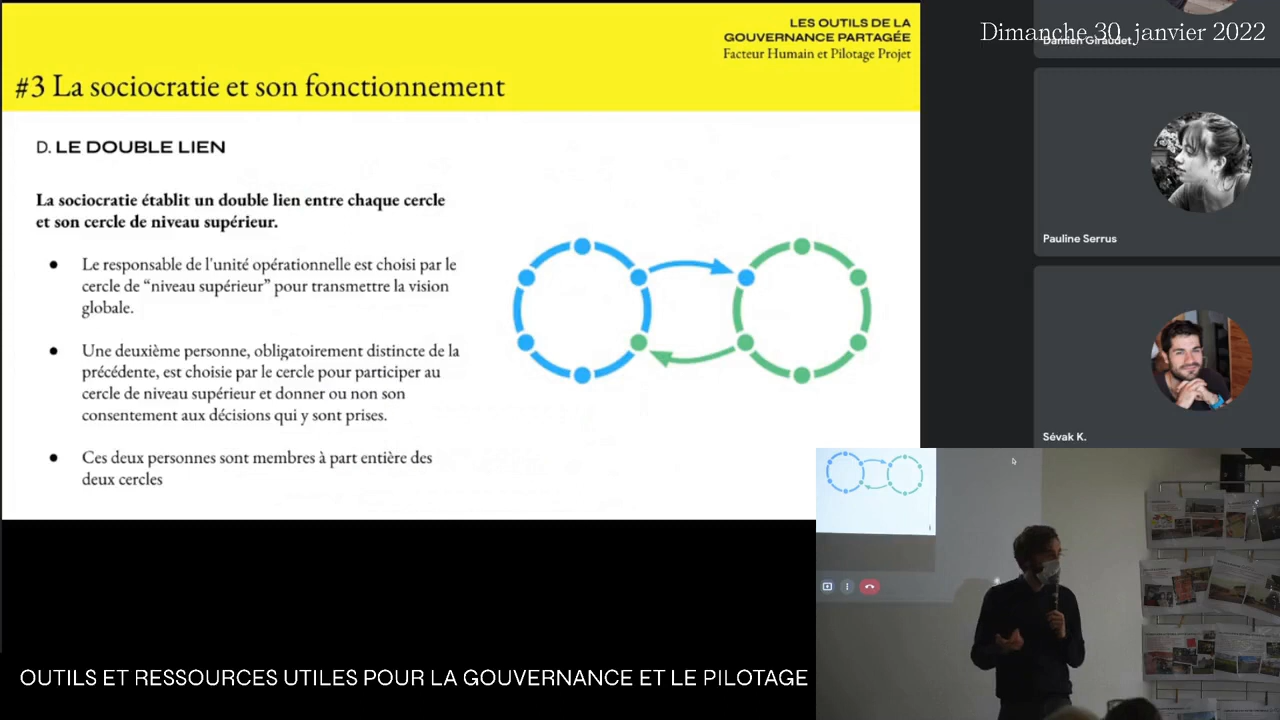 LES OUTILS DE LA
GOUVERNANCE PARTAGÉE
Facteur Humain et Pilotage Projet
#3 La sociocratie et son fonctionnement
D. LE DOUBLE LIEN
La sociocratie établit un double lien entre chaque cercle
et son cercle de niveau supérieur.
● Le responsable de l'unité opérationnelle est choisi par le
cercle de “niveau supérieur” pour transmettre la vision
globale.
● Une deuxième personne, obligatoirement distincte de la
précédente, est choisie par le cercle pour participer au
cercle de niveau supérieur et donner ou non son
consentement aux décisions qui y sont prises.
● Ces deux personnes sont membres à part entière des
deux cercles
Dimanche 30 janvier 2022
Damien Giraudet
Pauline Serrus
Sévak K.
OUTILS ET RESSOURCES UTILES POUR LA GOUVERNANCE ET LE PILOTAGE